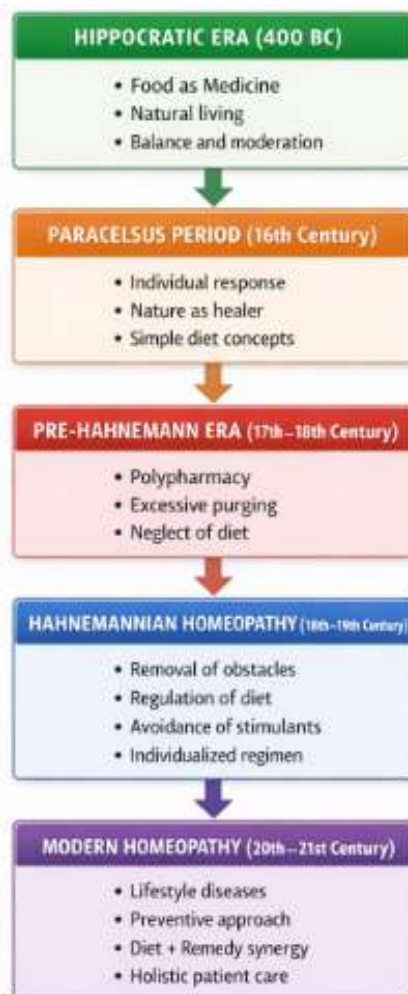 HIPPOCRATIC ERA (400 BC)
• Food as Medicine
• Natural living
• Balance and moderation
PARACELSUS PERIOD (16th Century)
• Individual response
• Nature as healer
• Simple diet concepts
PRE-HAHNEMANN ERA (17th–18th Century)
• Polypharmacy
• Excessive purging
• Neglect of diet
HAHNEMANNIAN HOMEOPATHY (18th–19th Century)
• Removal of obstacles
• Regulation of diet
• Avoidance of stimulants
• Individualized regimen
MODERN HOMEOPATHY (20th–21st Century)
• Lifestyle diseases
• Preventive approach
• Diet + Remedy synergy
• Holistic patient care